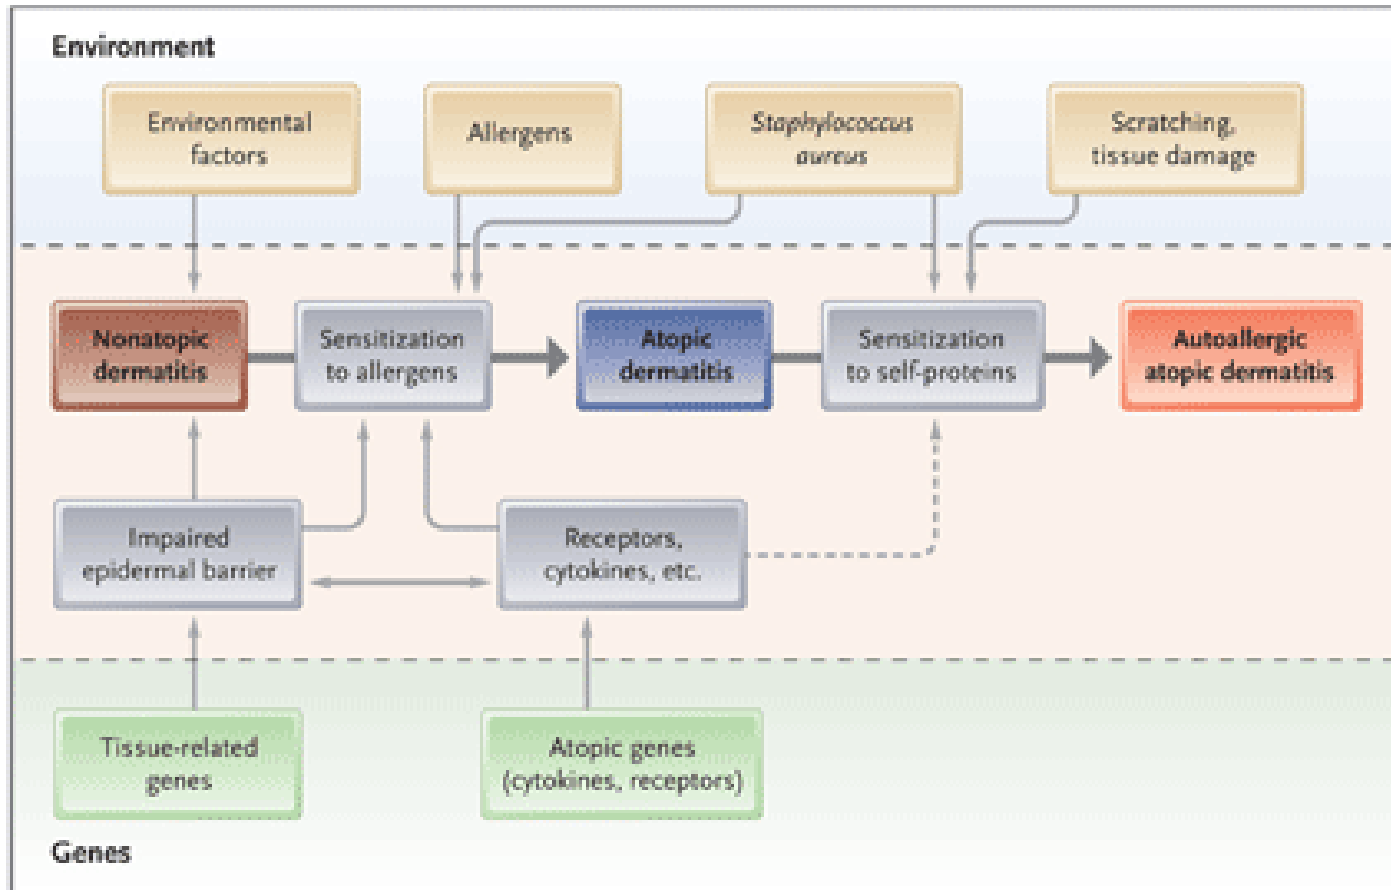 Environment
Environmental
factors
Allergens
Staphylococcus
aureus
Scratching,
tissue damage
Nonatopic
dermatitis
Sensitization
to allergens
Atopic
dermatitis
Sensitization
to self-proteins
Autoallergic
atopic dermatitis
Impaired
epidermal barrier
Receptors,
cytokines, etc.
Tissue-related
genes
Atopic genes
(cytokines, receptors)
Genes